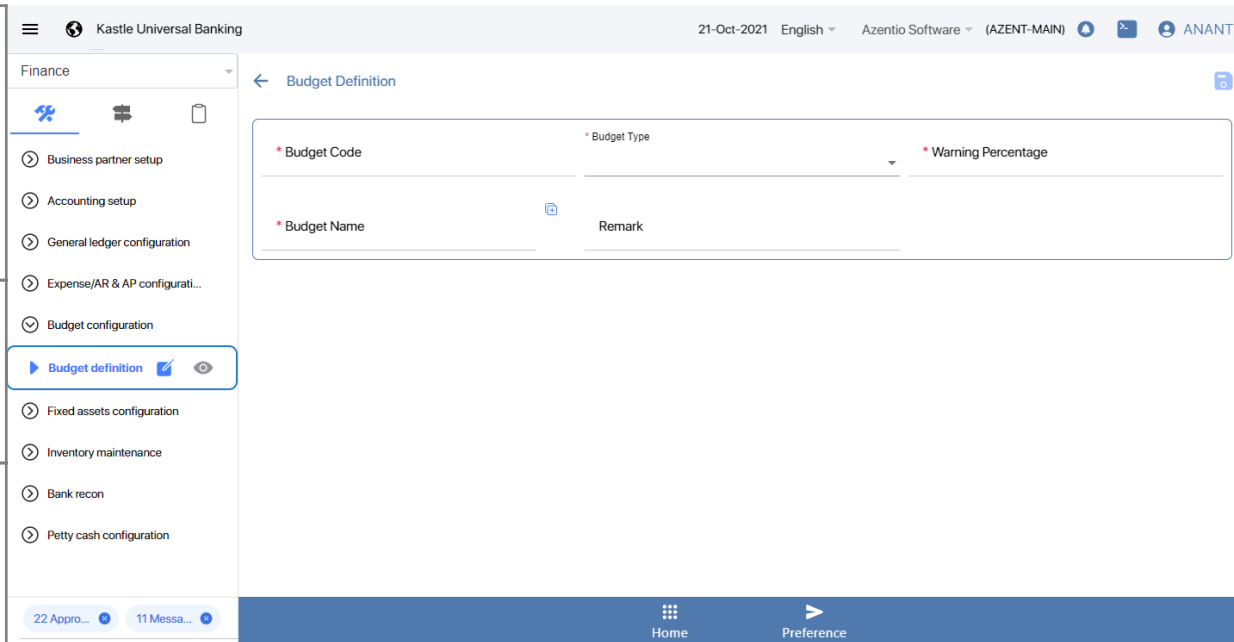 Kastle Universal Banking
21-Oct-2021 English Azentio Software (AZENT-MAIN) ANANT
Finance
Budget Definition
* Budget Code
* Budget Type
* Warning Percentage
* Budget Name
Remark
Business partner setup
Accounting setup
General ledger configuration
Expense/AR & AP configurati...
Budget configuration
Budget definition
Fixed assets configuration
Inventory maintenance
Bank recon
Petty cash configuration
22 Appro...
11 Messa...
Home
Preference